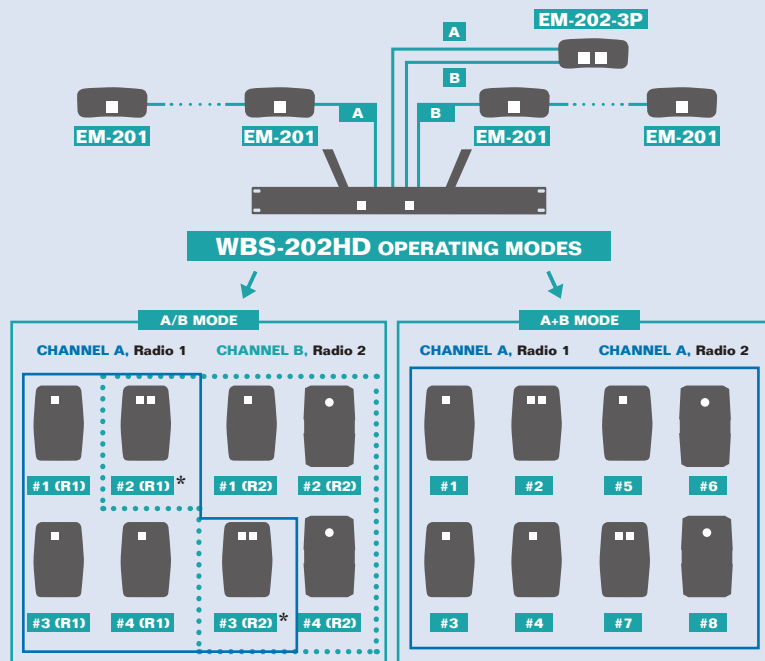 EM-202-3P
A
B
A
B
EM-201
EM-201
EM-201
EM-201
WBS-202HD OPERATING MODES
A/B MODE
CHANNEL A, Radio 1
CHANNEL B, Radio 2
#1 (R1)
#2 (R1)*
#1 (R2)
#2 (R2)
#3 (R1)
#4 (R1)
#3 (R2)*
#4 (R2)
A+B MODE
CHANNEL A, Radio 1
CHANNEL A, Radio 2
#1
#2
#5
#6
#3
#4
#7
#8